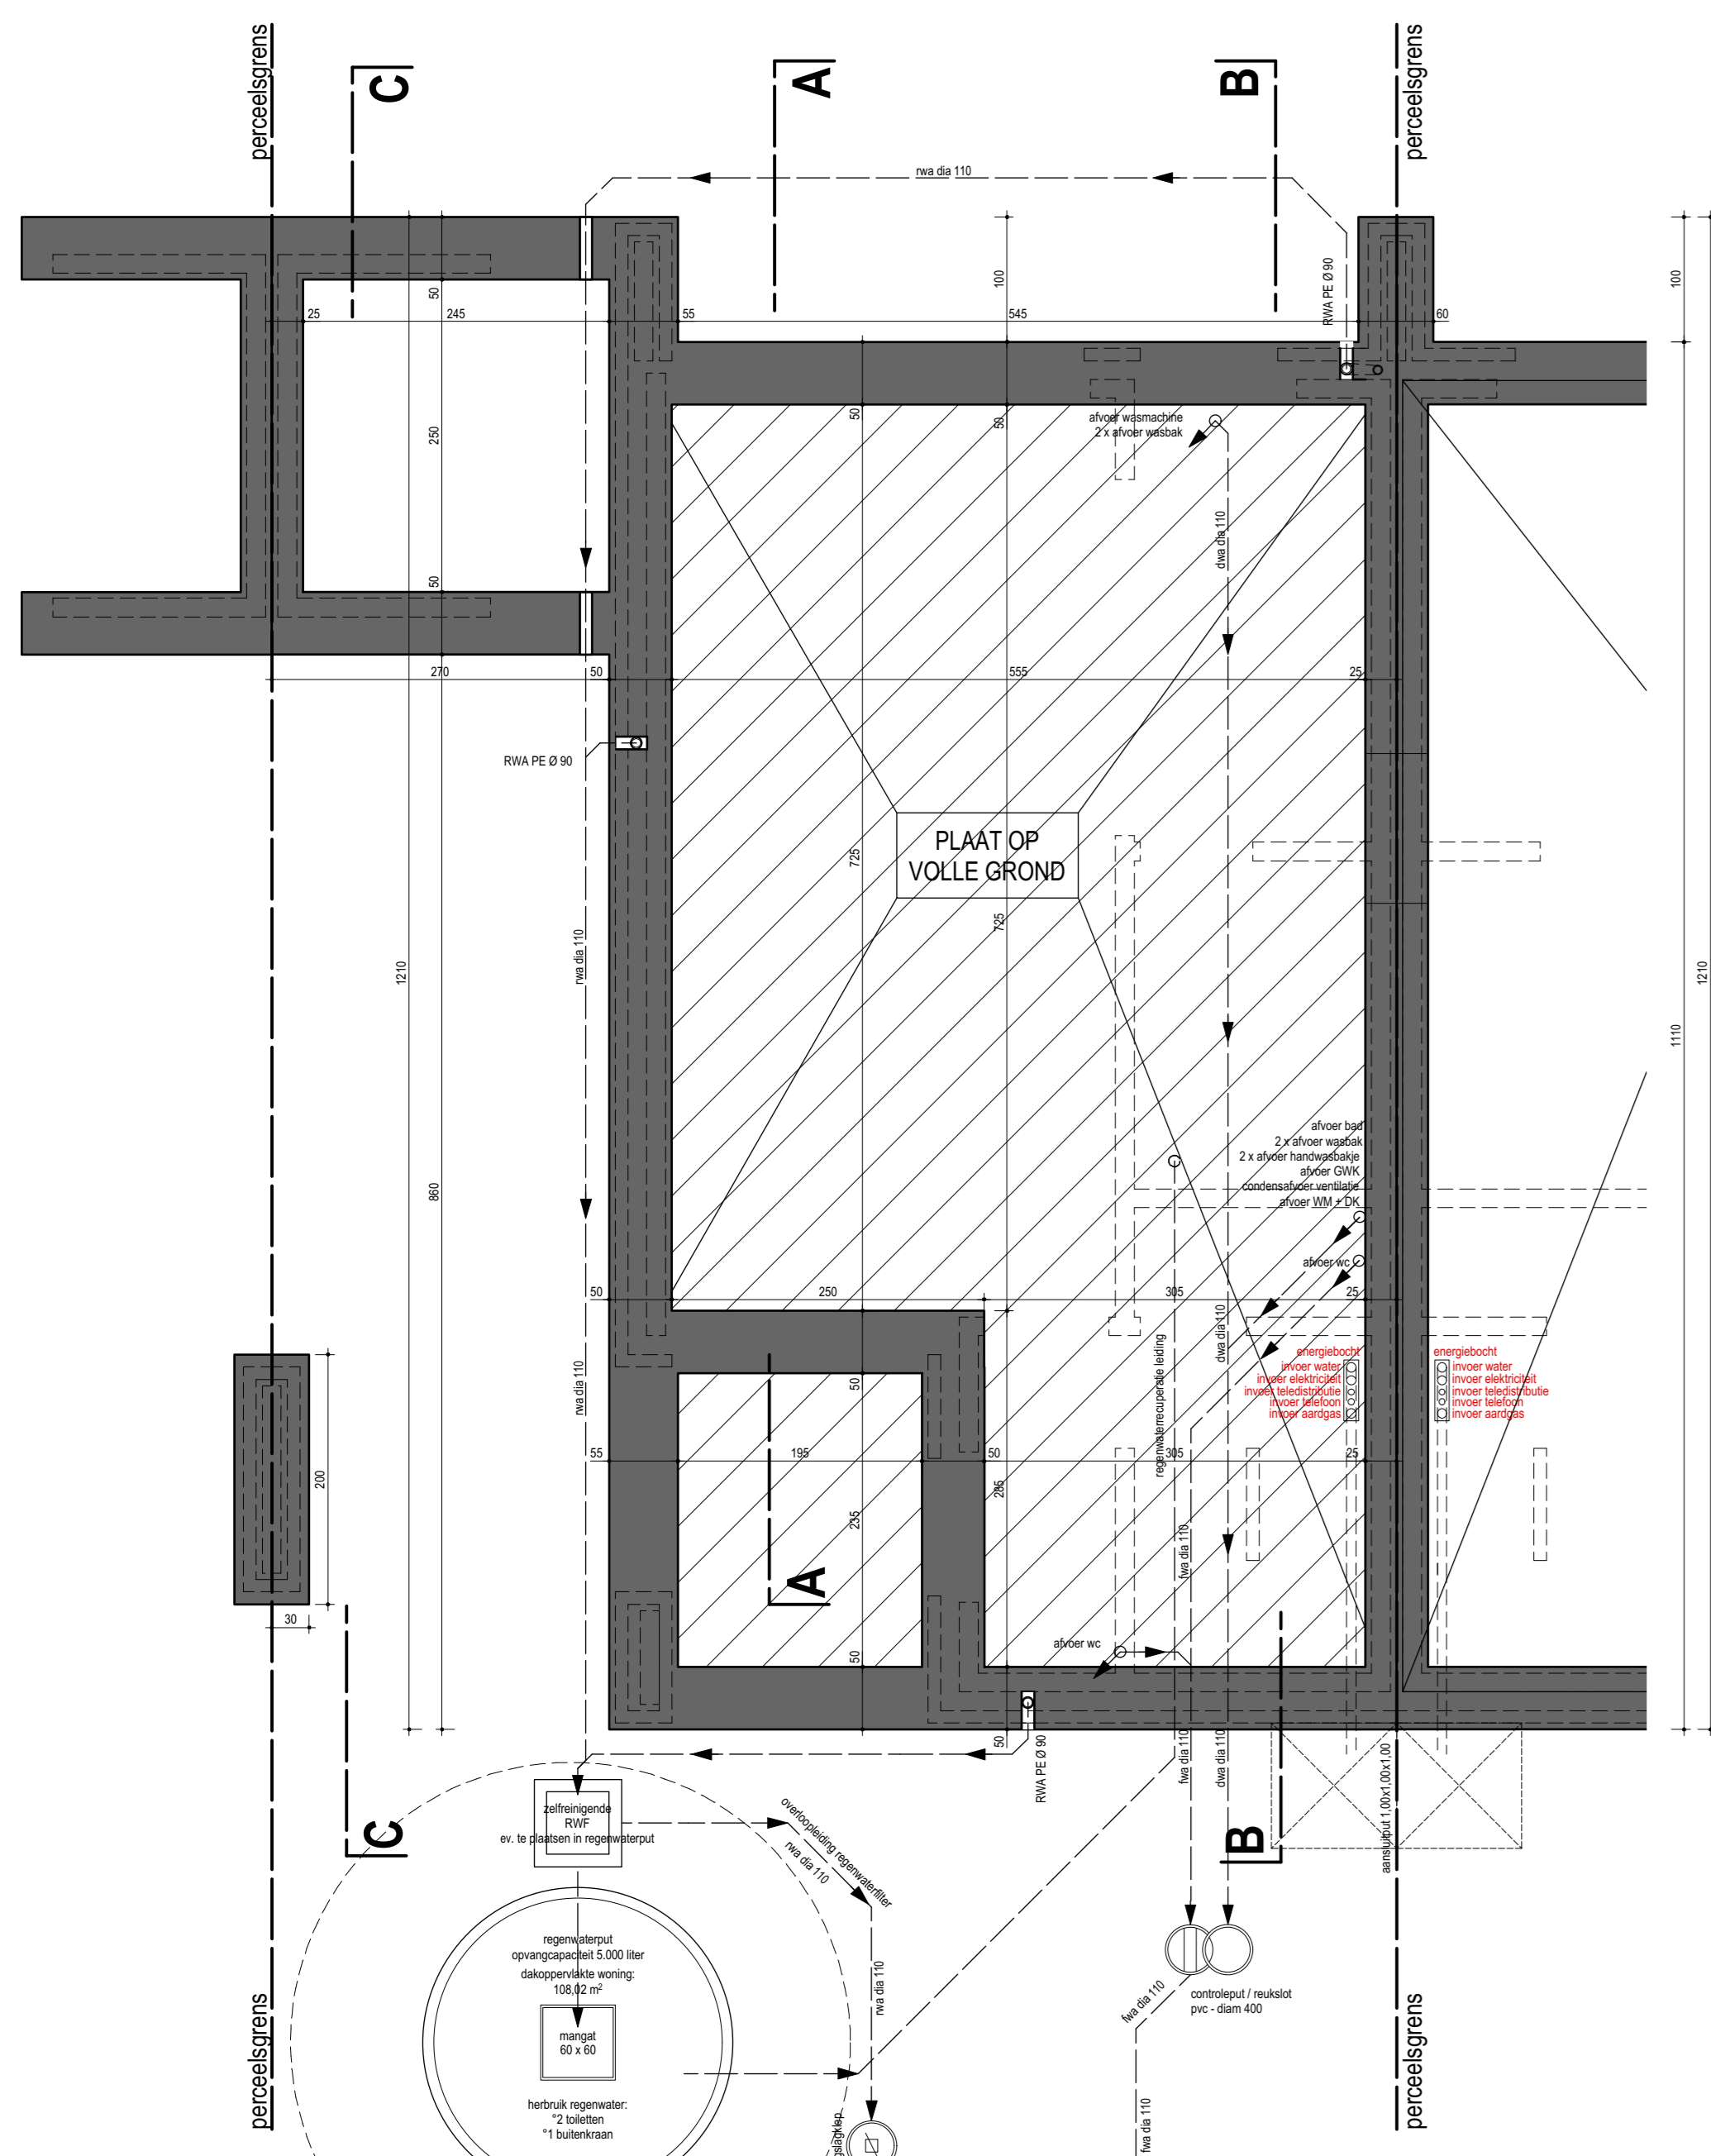 perceelsgrens
C
A
B
perceelsgrens
rwa dia 110
100
100
RWA PE Ø 90
50
25
245
55
545
60
50
50
afvoer wasmachine
2 x afvoer wasbak
250
dwa dia 110
50
270
50
555
25
RWA PE Ø 90
PLAAT OP
VOLLE GROND
725
725
rwa dia 110
1210
1210
1110
afvoer bad
2 x afvoer wasbak
2 x afvoer handwasbakje
afvoer GWK
condensafvoer ventilatie
afvoer WM + DK
860
afvoer wc
50
250
305
25
rwa dia 110
regenwaterrecuperatie leiding
dwa dia 110
energiebocht
invoer water
invoer elektriciteit
invoer teledistributie
invoer telefoon
invoer aardgas
energiebocht
invoer water
invoer elektriciteit
invoer teledistributie
invoer telefoon
invoer aardgas
50
200
55
195
50
305
25
285
235
fwa dia 110
A
30
afvoer wc
50
50
RWA PE Ø 90
fwa dia 110
dwa dia 110
aansluitput 1,00x1,00x1,00
C
B
zelfreinigende
RWF
ev. te plaatsen in regenwaterput
overloopleiding regenwaterfilter
rwa dia 110
regenwaterput
opvangcapaciteit 5.000 liter
dakoppervlakte woning:
108,02 m²
rwa dia 110
fwa dia 110
controleput / reukslot
pvc - diam 400
mangat
60 x 60
perceelsgrens
perceelsgrens
herbruik regenwater:
°2 toiletten
°1 buitenkraan
fwa dia 110